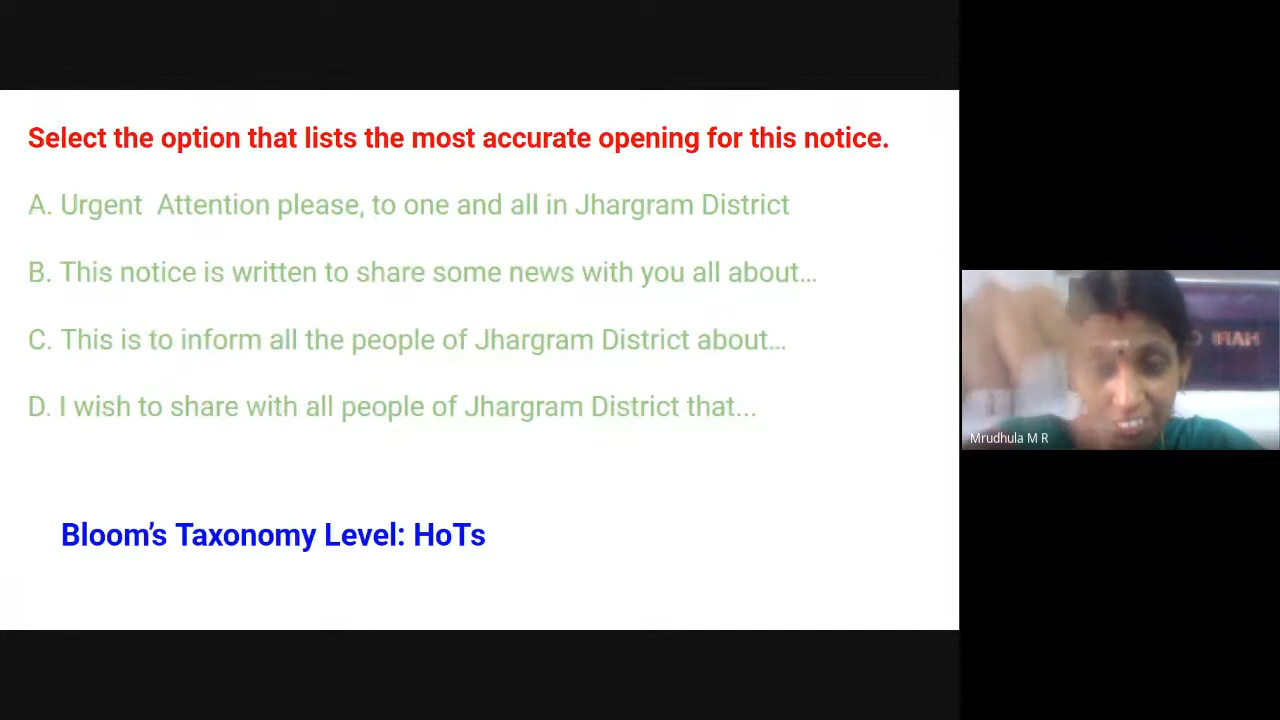 Select the option that lists the most accurate opening for this notice.
A. Urgent  Attention please, to one and all in Jhargram District
B. This notice is written to share some news with you all about...
C. This is to inform all the people of Jhargram District about...
D. I wish to share with all people of Jhargram District that...
Bloom's Taxonomy Level: HoTs
Mrudhula M R